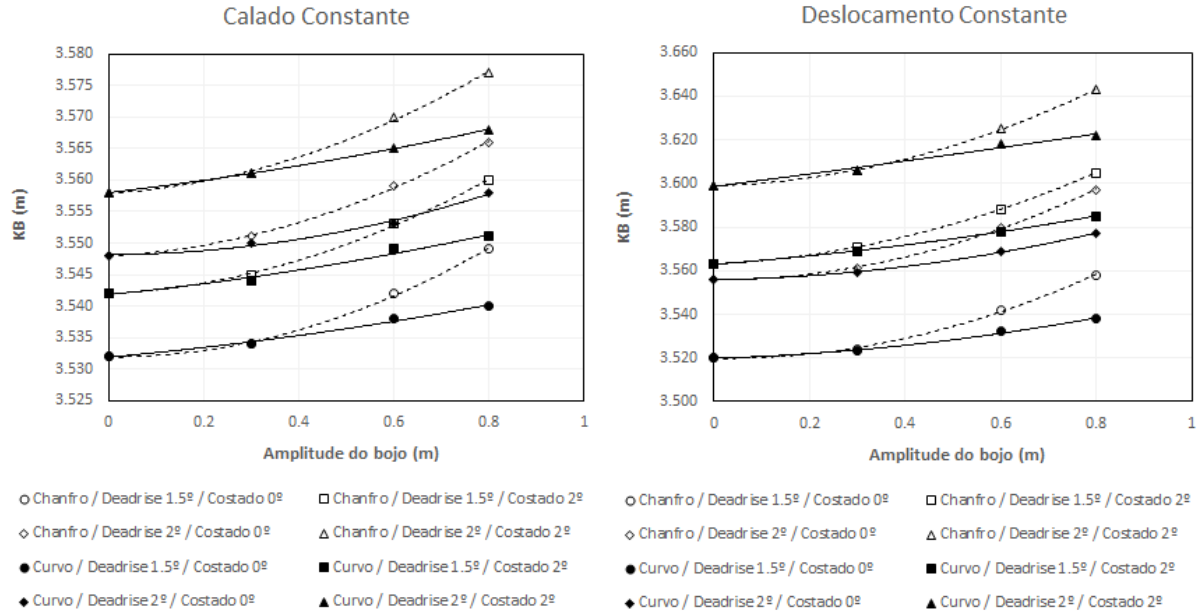 Calado Constante
3.580
3.575
3.570
3.565
3.560
3.555
3.550
3.545
3.540
3.535
3.530
3.525
KB (m)
0 0.2 0.4 0.6 0.8 1
Amplitude do bojo (m)
Chanfro / Deadrise 1.5º / Costado 0º
Chanfro / Deadrise 1.5º / Costado 2º
Chanfro / Deadrise 2º / Costado 0º
Chanfro / Deadrise 2º / Costado 2º
Curvo / Deadrise 1.5º / Costado 0º
Curvo / Deadrise 1.5º / Costado 2º
Curvo / Deadrise 2º / Costado 0º
Curvo / Deadrise 2º / Costado 2º
Deslocamento Constante
3.660
3.640
3.620
3.600
3.580
3.560
3.540
3.520
3.500
KB (m)
0 0.2 0.4 0.6 0.8 1
Amplitude do bojo (m)
Chanfro / Deadrise 1.5º / Costado 0º
Chanfro / Deadrise 1.5º / Costado 2º
Chanfro / Deadrise 2º / Costado 0º
Chanfro / Deadrise 2º / Costado 2º
Curvo / Deadrise 1.5º / Costado 0º
Curvo / Deadrise 1.5º / Costado 2º
Curvo / Deadrise 2º / Costado 0º
Curvo / Deadrise 2º / Costado 2º